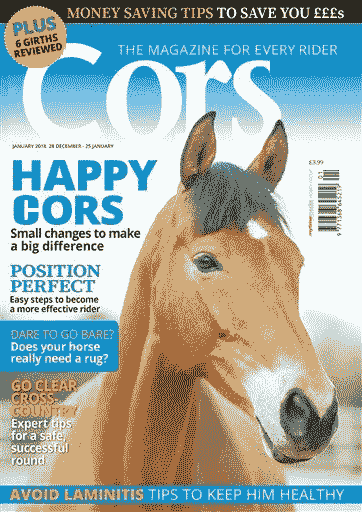 MONEY SAVING TIPS TO SAVE YOU £££s
PLUS
6 GIRTHS
REVIEWED
THE MAGAZINE FOR EVERY RIDER
Cors
JANUARY 2018 28 DECEMBER - 25 JANUARY
£3.99
HAPPY
CORS
Small changes to make
a big difference
POSITION
PERFECT
Easy steps to become
a more effective rider
DARE TO GO BARE?
Does your horse
really need a rug?
GO CLEAR
CROSS-
COUNTRY
Expert tips
for a safe,
successful
round
AVOID LAMINITIS TIPS TO KEEP HIM HEALTHY